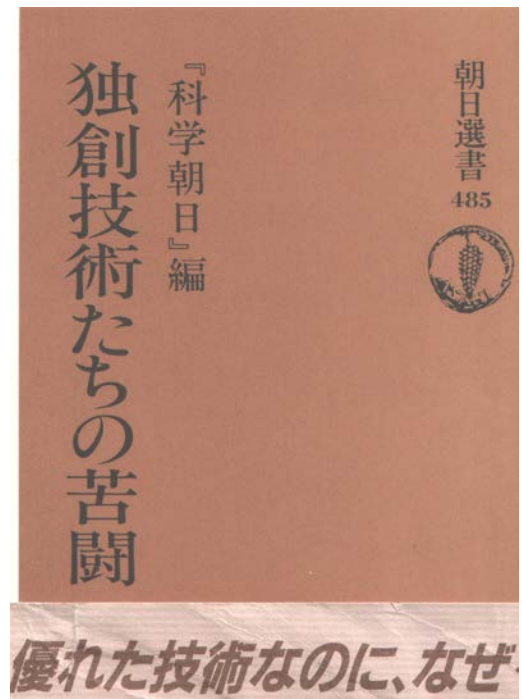 朝日選書
485
『科学朝日』編
独創技術たちの苦闘
優れた技術なのに、なぜ